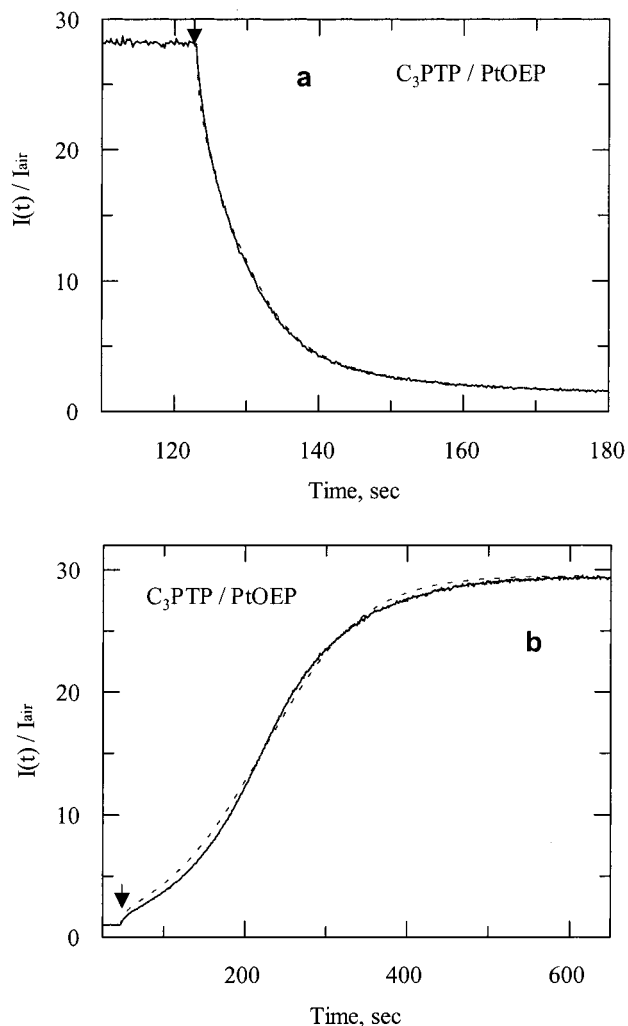 30
a
C₃PTP / PtOEP
20
I(t) / Iair
10
0
120
140
160
180
Time, sec
30
C₃PTP / PtOEP
b
20
I(t) / Iair
10
0
200
400
600
Time, sec